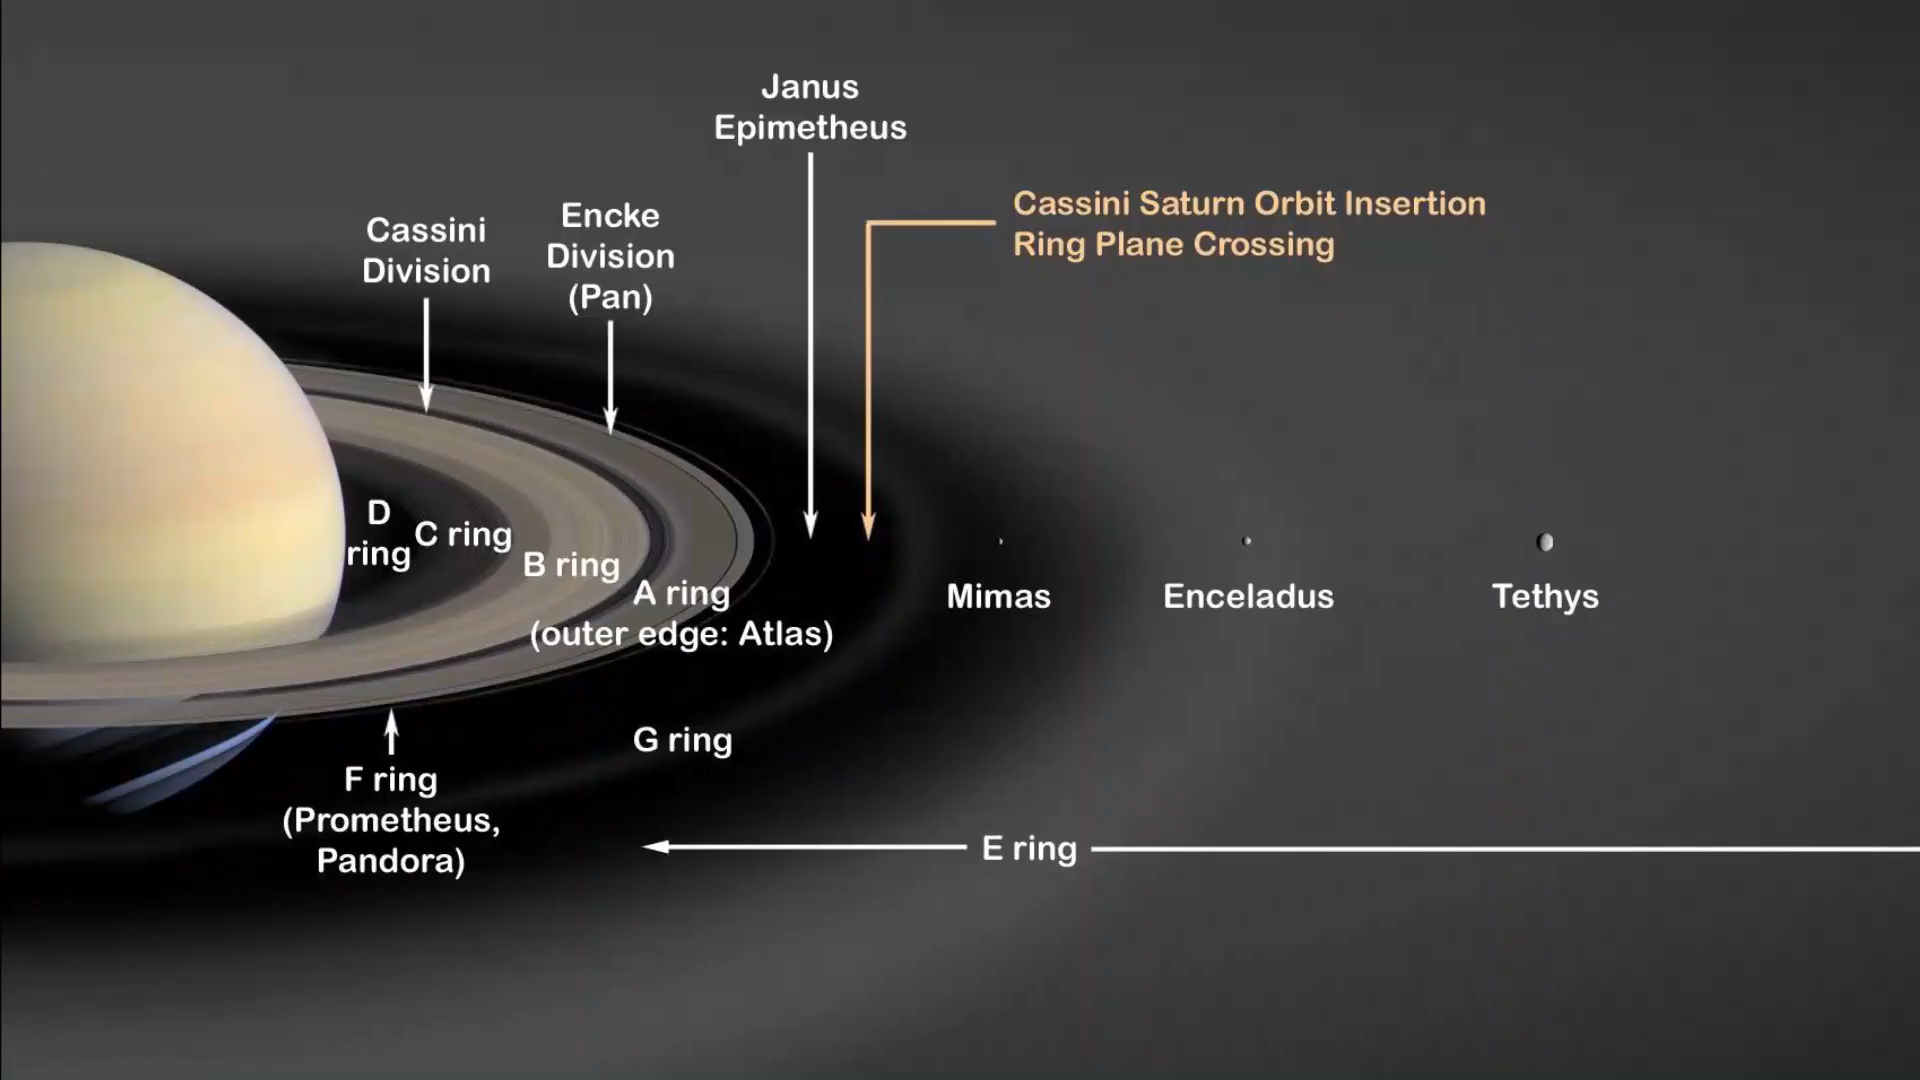 Janus
Epimetheus
Cassini Saturn Orbit Insertion
Ring Plane Crossing
Cassini
Division
Encke
Division
(Pan)
D
ring
C ring
B ring
A ring
(outer edge: Atlas)
Mimas
Enceladus
Tethys
G ring
F ring
(Prometheus,
Pandora)
E ring